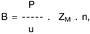 P
B = ----- . Z_M . n,
u